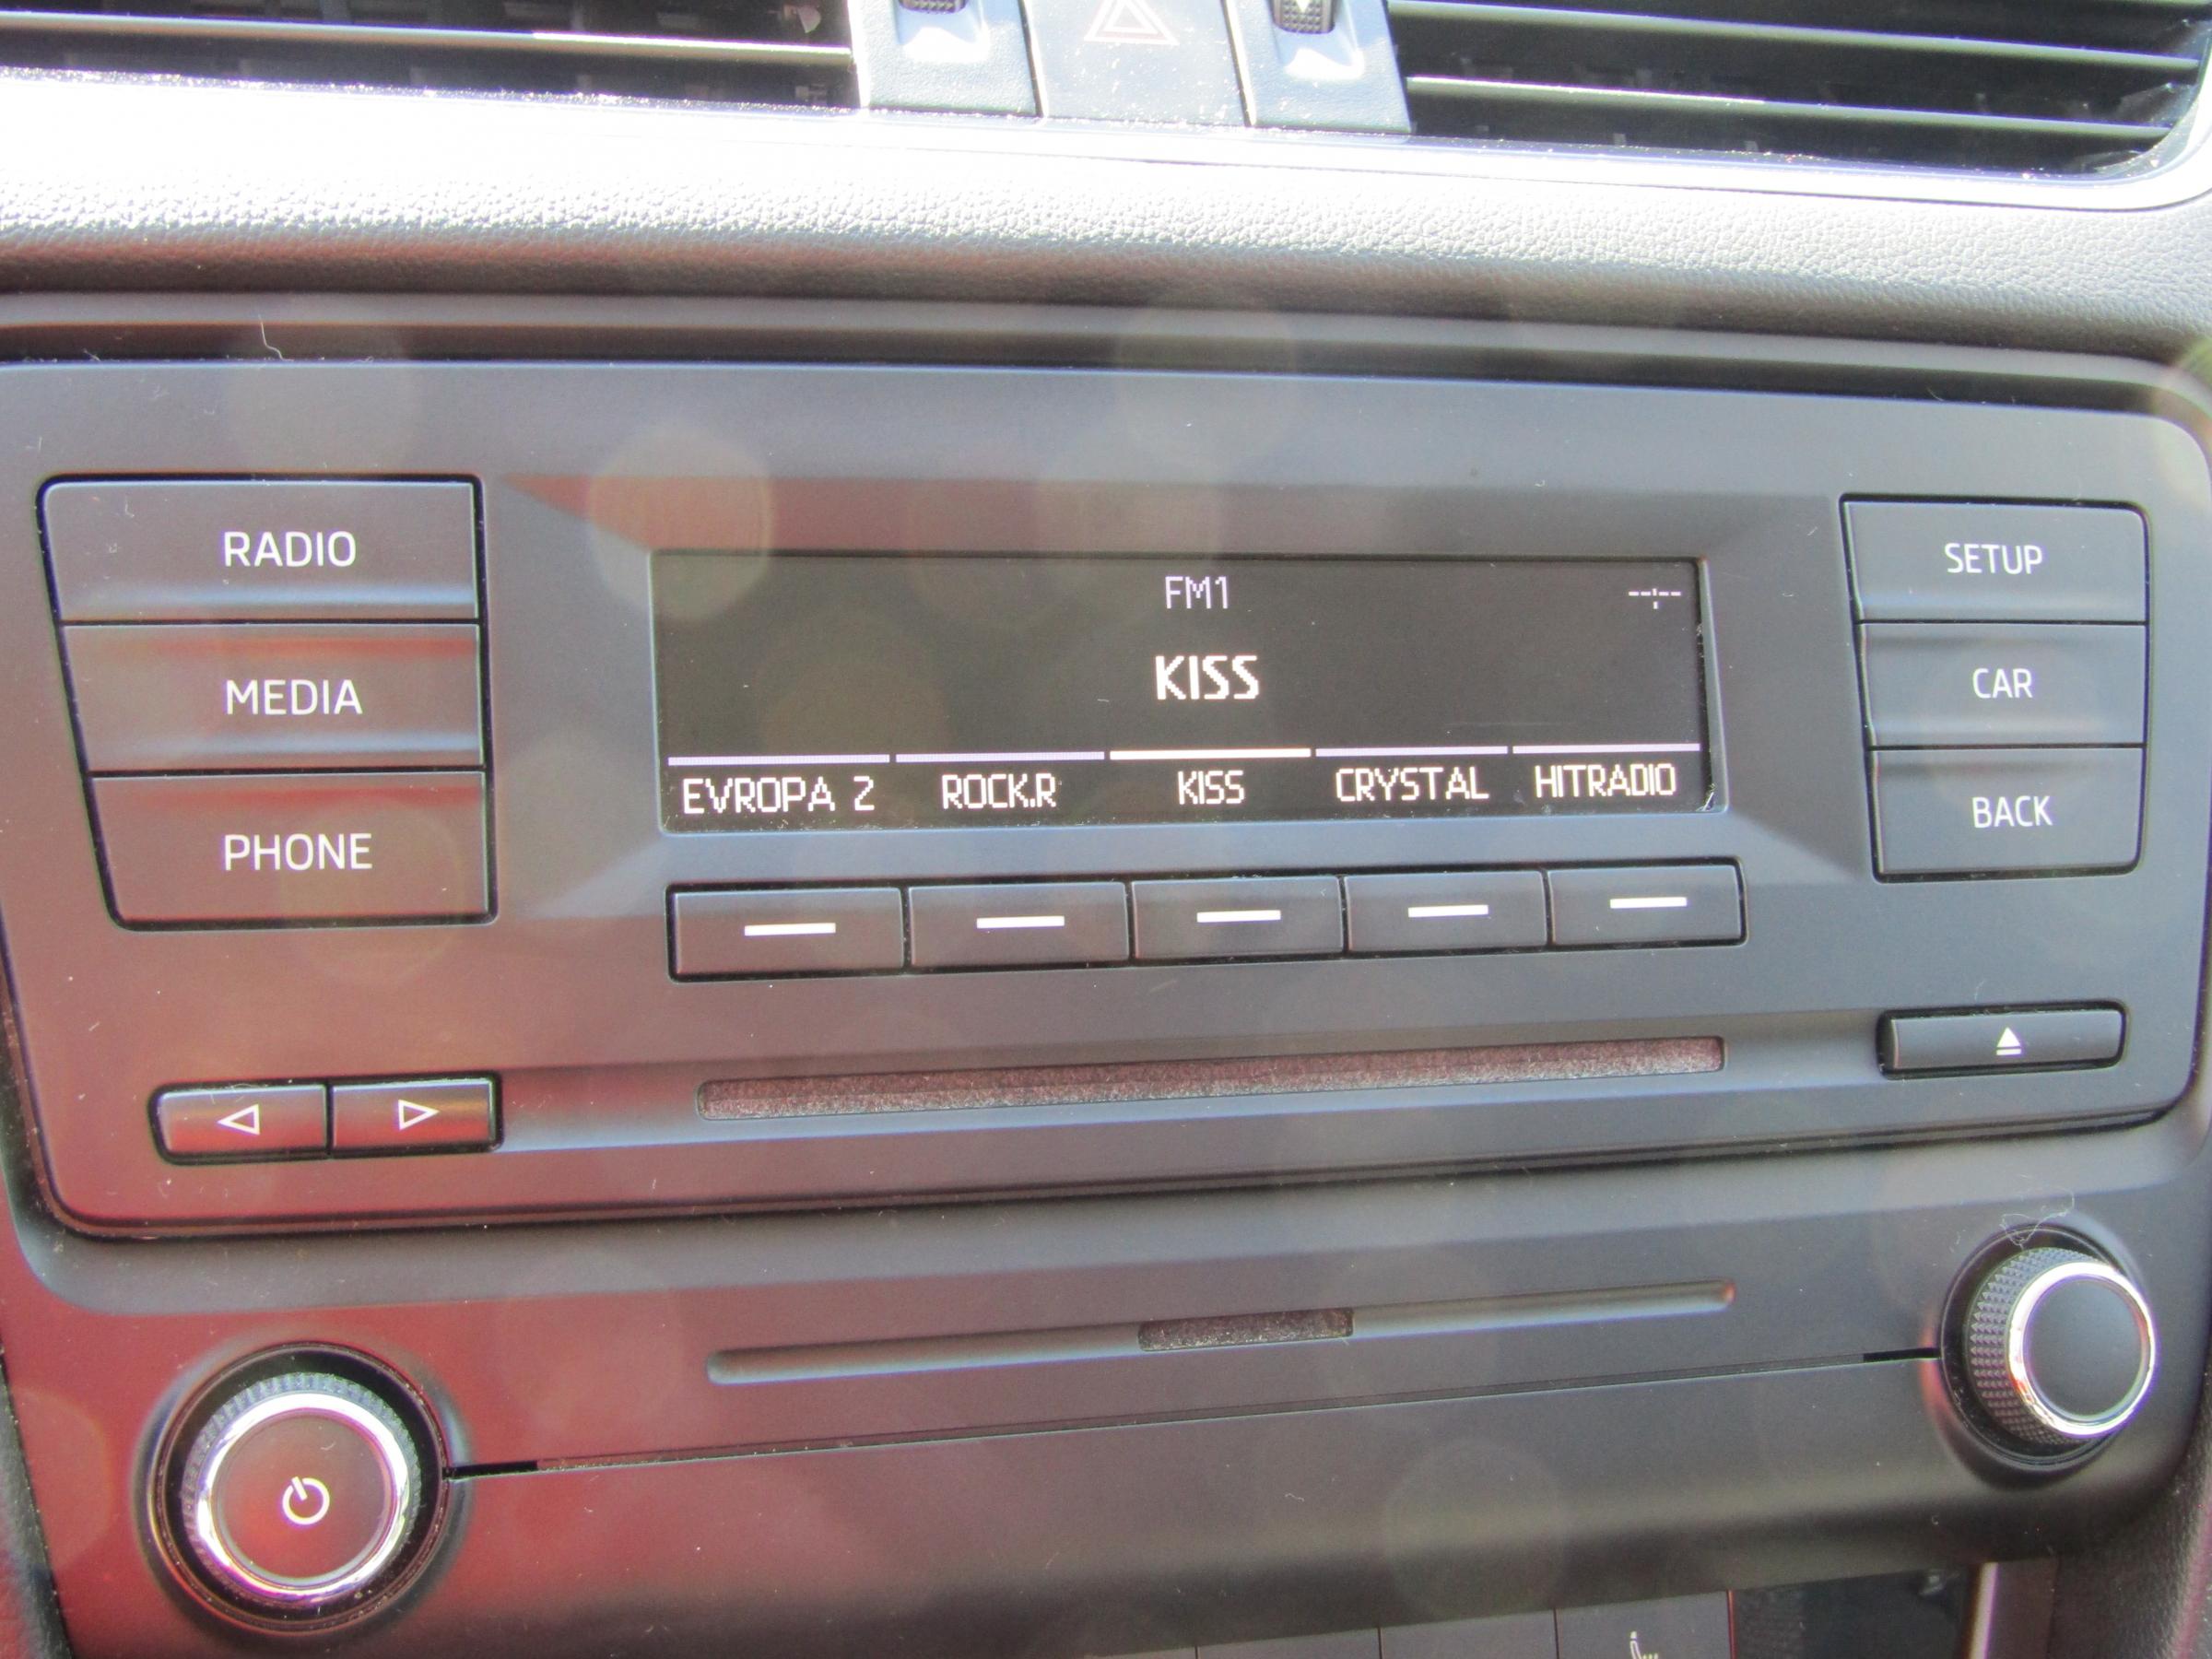 RADIO
MEDIA
PHONE
FM1 --:--
KISS
EVROPA 2 ROCK.R KISS CRYSTAL HITRADIO
SETUP
CAR
BACK